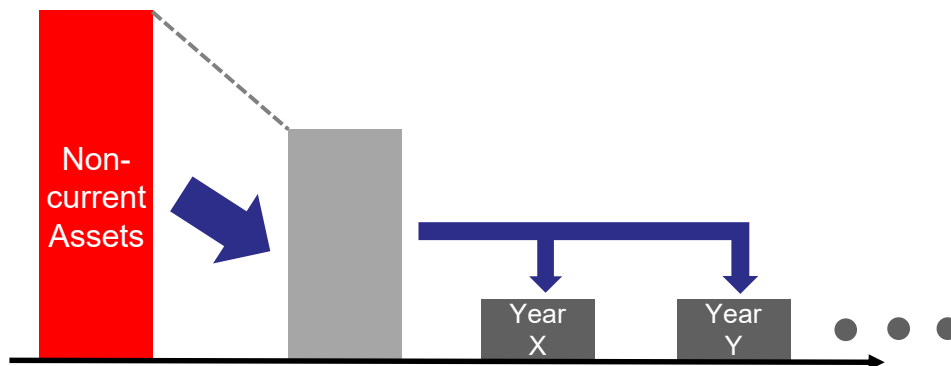 Non-
current
Assets
Year
X
Year
Y